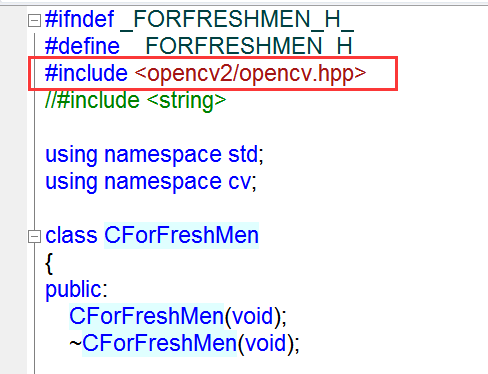 #ifndef _FORFRESHMEN_H_
#define _FORFRESHMEN_H_
#include <opencv2/opencv.hpp>
//#include <string>
using namespace std;
using namespace cv;
class CForFreshMen
{
public:
CForFreshMen(void);
~CForFreshMen(void);